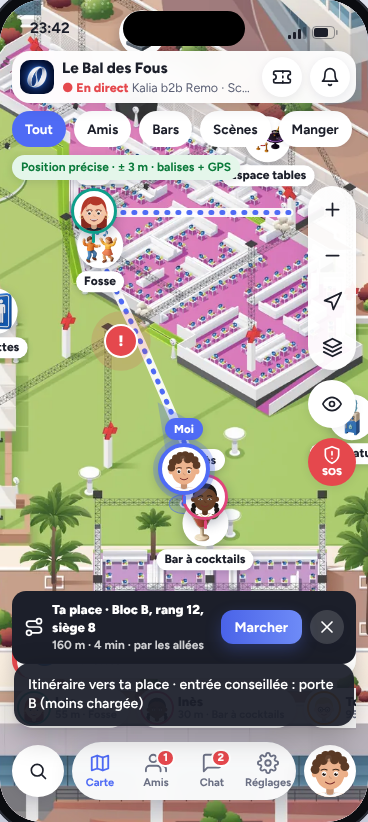 23:42
Le Bal des Fous
En direct Kalia b2b Remo · Sc...
Tout
Amis
Bars
Scènes
Manger
Position précise · ± 3 m · balises + GPS
space tables
Fosse
!
Moi
SOS
Bar à cocktails
Ta place · Bloc B, rang 12,
siège 8
160 m · 4 min · par les allées
Marcher
Itinéraire vers ta place · entrée conseillée : porte
B (moins chargée)
Carte
Amis
1
Chat
2
Réglages